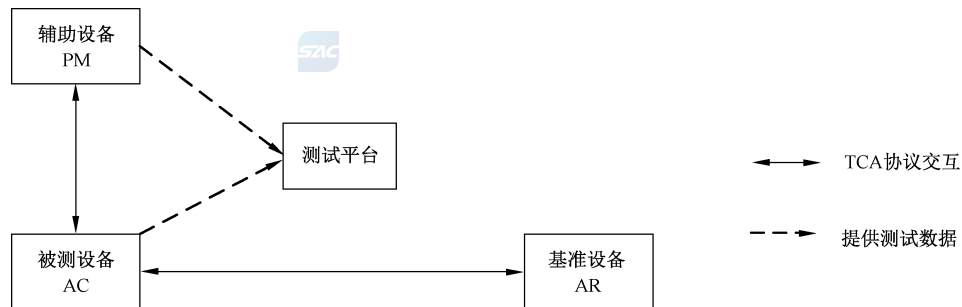 辅助设备
PM
SAC
测试平台
TCA协议交互
提供测试数据
被测设备
AC
基准设备
AR